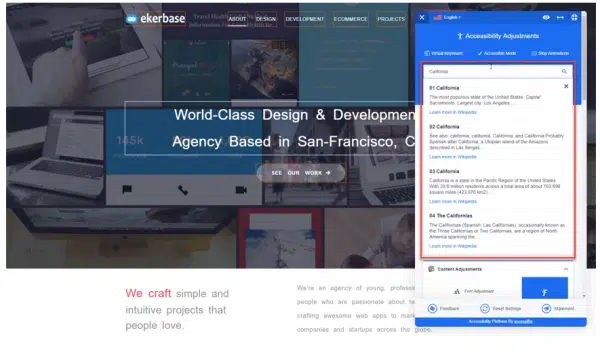 ekerbase
ABOUT
DESIGN
DEVELOPMENT
ECOMMERCE
PROJECTS
145k
World-Class Design & Developmen
Agency Based in San-Francisco, C
SEE OUR WORK →
We craft simple and
intuitive projects that
people love.
We're an agency of young, profess
people who are passionate about te
crafting awesome web apps to mark
companies and startups across the globe.
English
Accessibility Adjustments
Virtual Keyboard
Accessible Mode
Stop Animations
California
01 California
The most populous state of the United States. Capital
Sacramento. Largest city: Los Angeles...
Learn more in Wikipedia
02 California
See also: california, california, California, and California Probably
Spanish after California, a Utopian island of the Amazons
described in Las Sergas...
Learn more in Wikipedia
03 California
California is a state in the Pacific Region of the United States
With 39.6 million residents across a total area of about 163,696
square miles (423,970 km2)
Learn more in Wikipedia
04 The Californias
The Californias (Spanish: Las Californias), occasionally known as
the Three Californias or Two Californias, are a region of North
America spanning the...
Learn more in Wikipedia
Content Adjustments
Font Adjustment
Feedback
Reset Settings
Statement
Accessibility Platform By